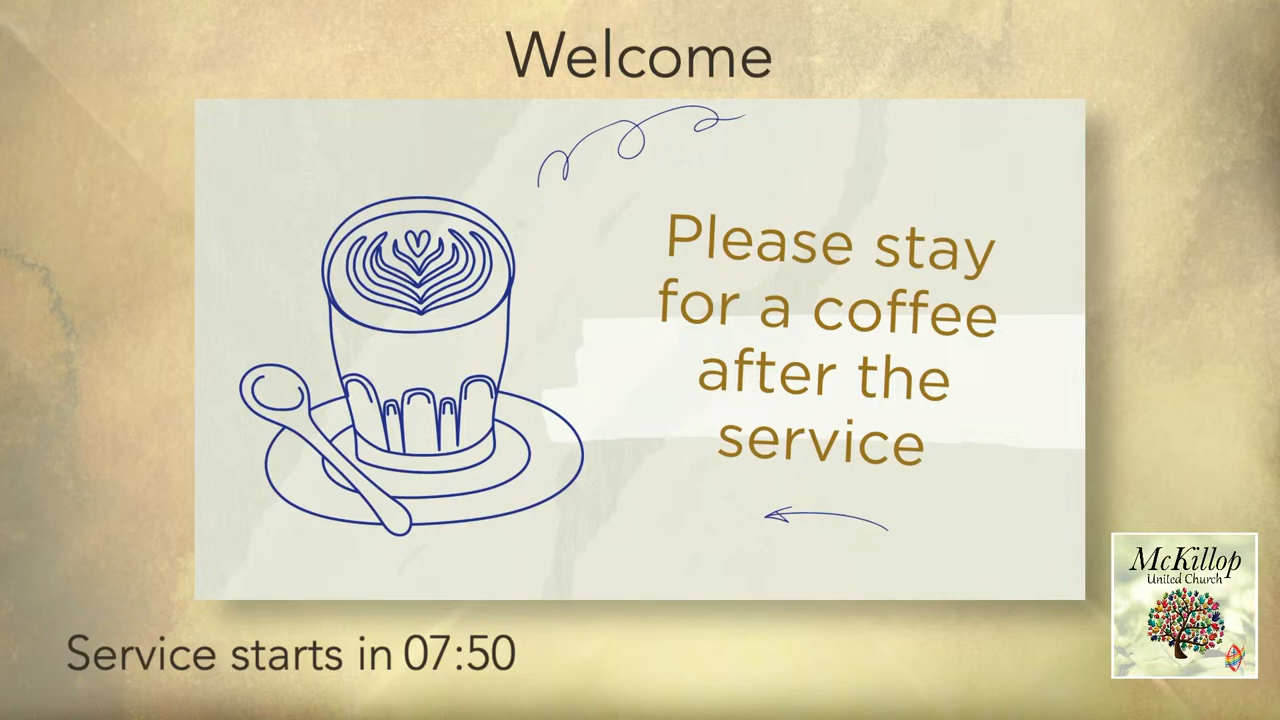 Welcome
Please stay
for a coffee
after the
service
Service starts in 07:50
McKillop
United Church